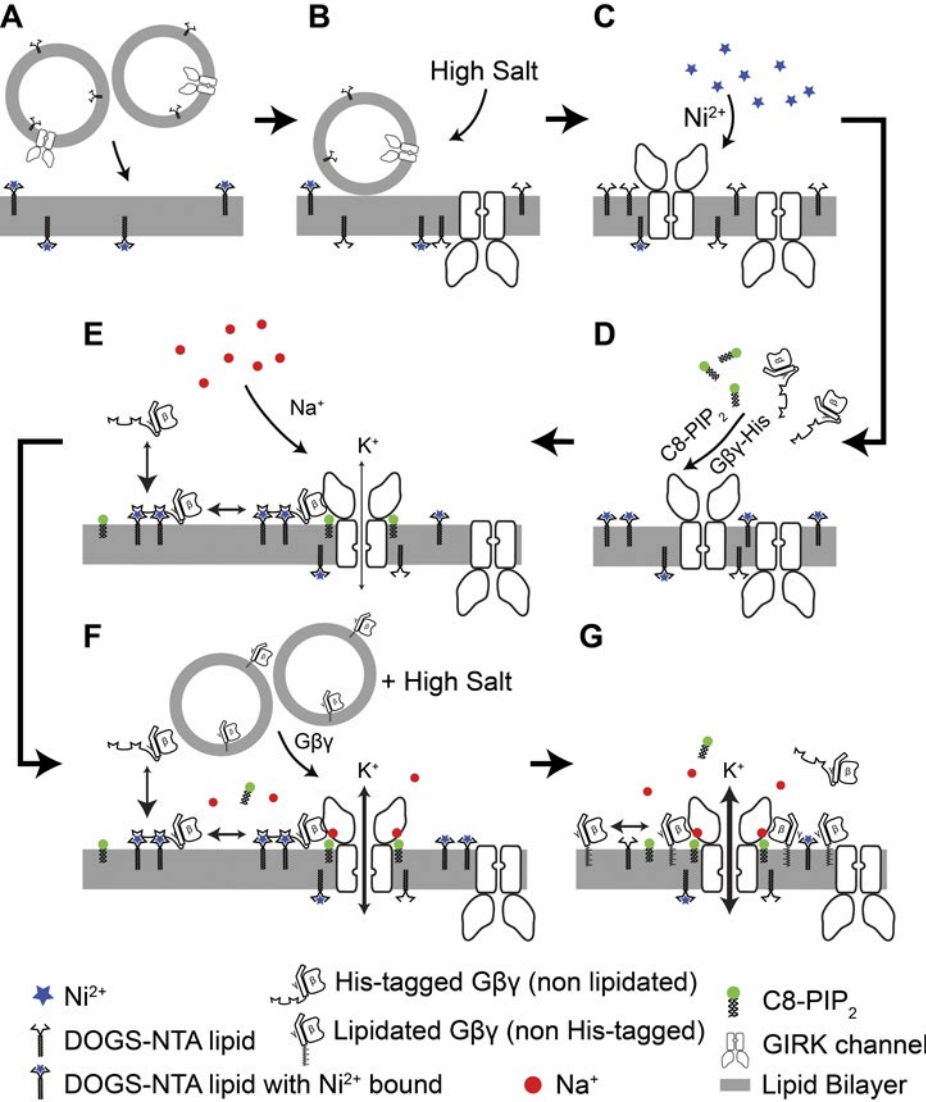 A
B
High Salt
C
Ni²⁺
D
C8-PIP₂
Gβγ-His
β
β
E
Na⁺
K⁺
β
β
β
F
+ High Salt
Gβγ
K⁺
β
β
β
β
β
G
K⁺
β
β
β
β
β
Ni²⁺
DOGS-NTA lipid
DOGS-NTA lipid with Ni²⁺ bound
β
His-tagged Gβγ (non lipidated)
β
Lipidated Gβγ (non His-tagged)
Na⁺
C8-PIP₂
GIRK channel
Lipid Bilayer